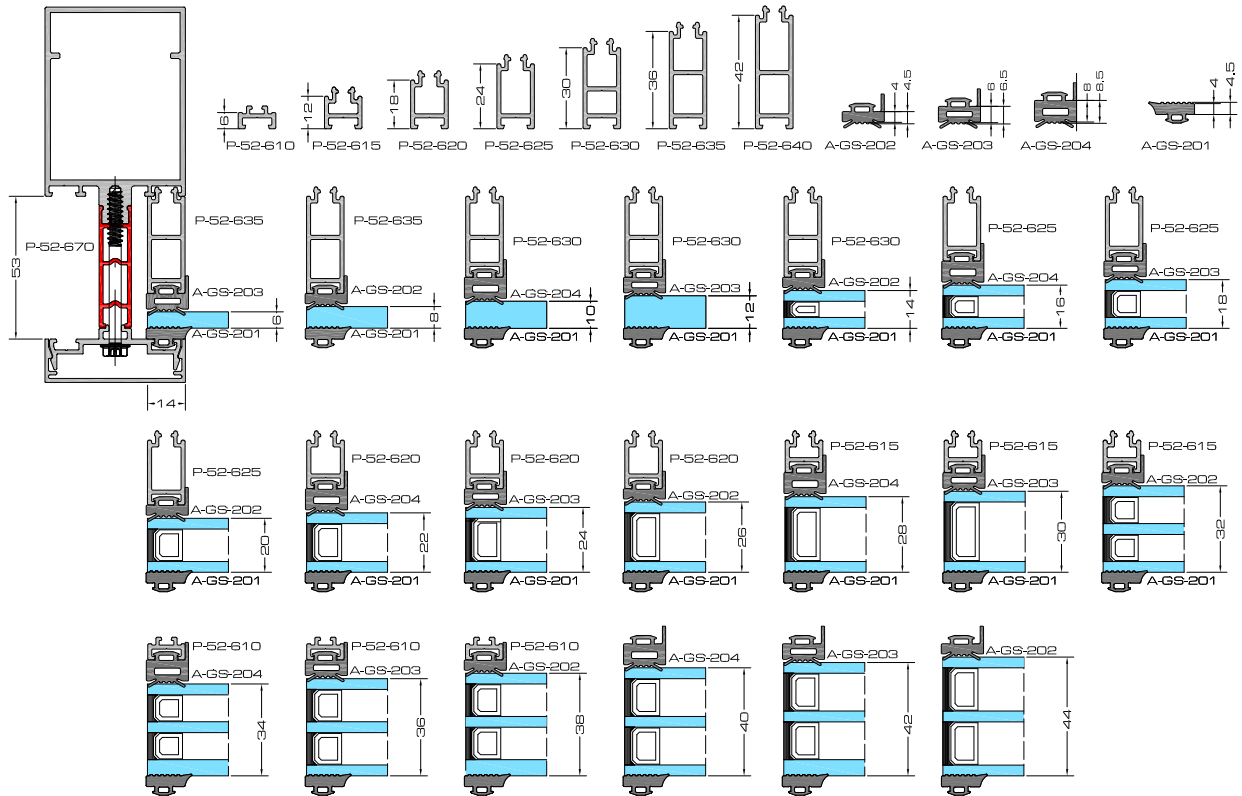 6
12
18
24
30
36
42
4
4.5
6
6.5
8
8.5
4
4.5
P-52-610
P-52-615
P-52-620
P-52-625
P-52-630
P-52-635
P-52-640
A-GS-202
A-GS-203
A-GS-204
A-GS-201
53
P-52-670
14
P-52-635
A-GS-203
6
A-GS-201
P-52-635
A-GS-202
8
A-GS-201
P-52-630
A-GS-204
10
A-GS-201
P-52-630
A-GS-203
12
A-GS-201
P-52-630
A-GS-202
14
A-GS-201
P-52-625
A-GS-204
16
A-GS-201
P-52-625
A-GS-203
18
A-GS-201
P-52-625
A-GS-202
20
A-GS-201
P-52-620
A-GS-204
22
A-GS-201
P-52-620
A-GS-203
24
A-GS-201
P-52-620
A-GS-202
26
A-GS-201
P-52-615
A-GS-204
28
A-GS-201
P-52-615
A-GS-203
30
A-GS-201
P-52-615
A-GS-202
32
A-GS-201
P-52-610
A-GS-204
34
P-52-610
A-GS-203
36
P-52-610
A-GS-202
38
A-GS-204
40
A-GS-203
42
A-GS-202
44